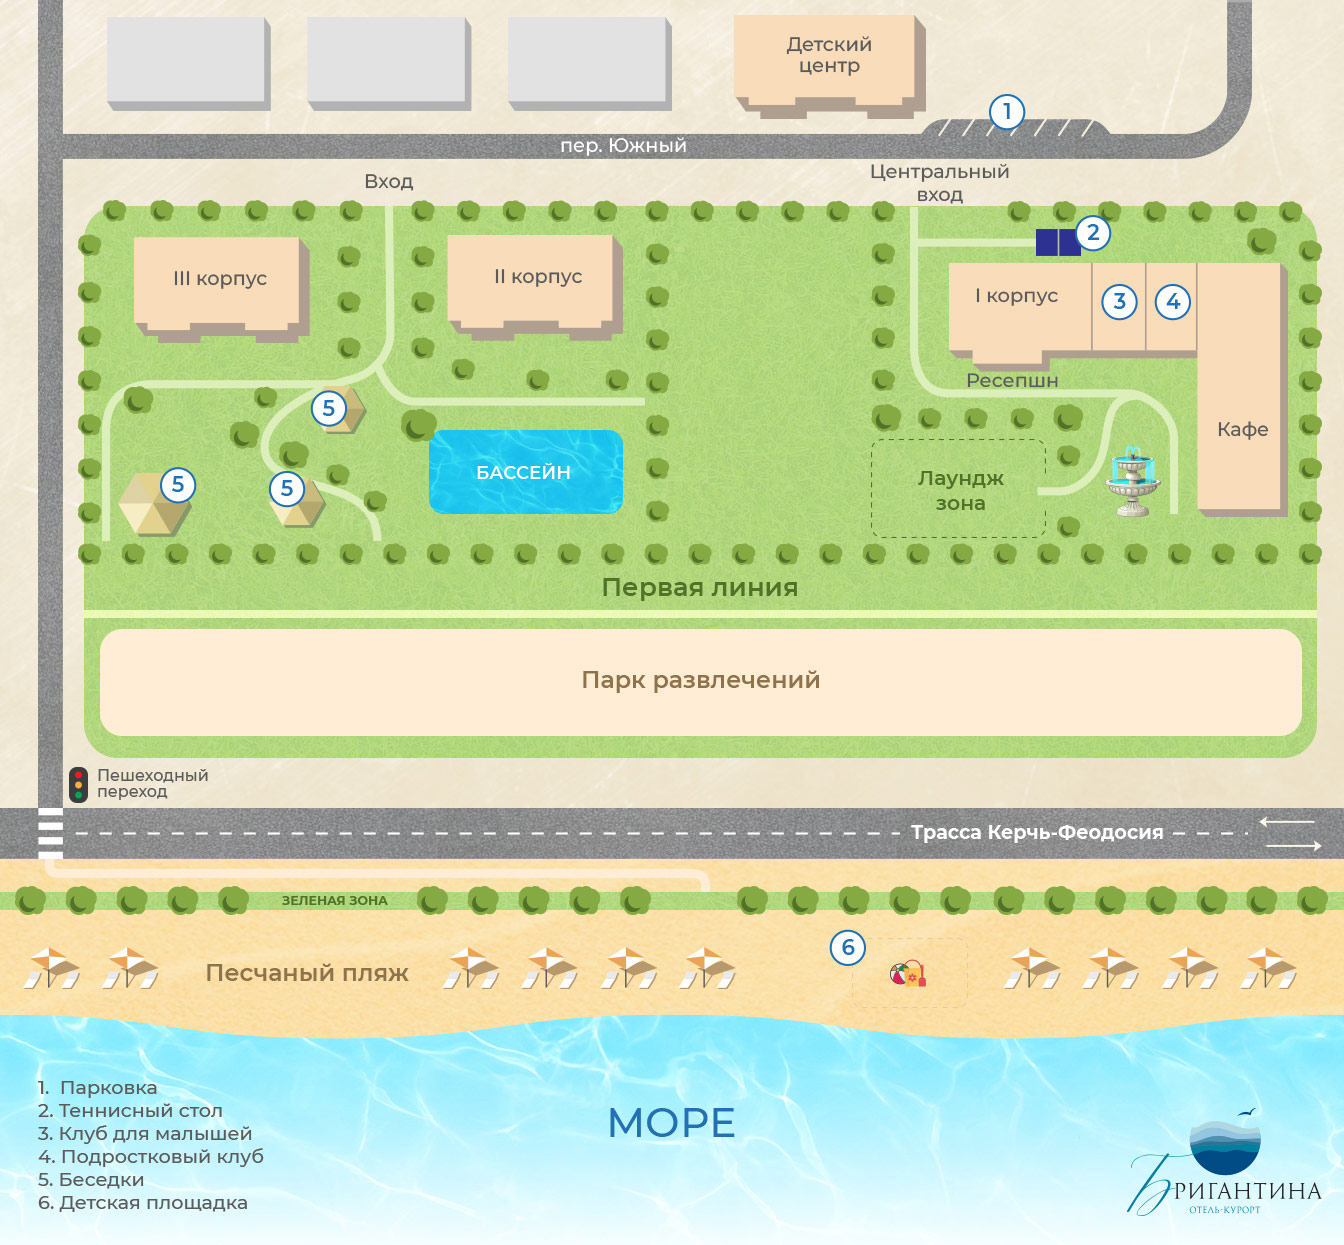 Детский
центр
1
пер. Южный
Вход
Центральный
вход
2
III корпус
II корпус
I корпус
3
4
Ресепшн
5
Кафе
БАССЕЙН
5
5
Лаундж
зона
Первая линия
Парк развлечений
Пешеходный
переход
Трасса Керчь-Феодосия
ЗЕЛЕНАЯ ЗОНА
6
Песчаный пляж
МОРЕ
1. Парковка
2. Теннисный стол
3. Клуб для малышей
4. Подростковый клуб
5. Беседки
6. Детская площадка
БРИГАНТИНА
ОТЕЛЬ-КУРОРТ